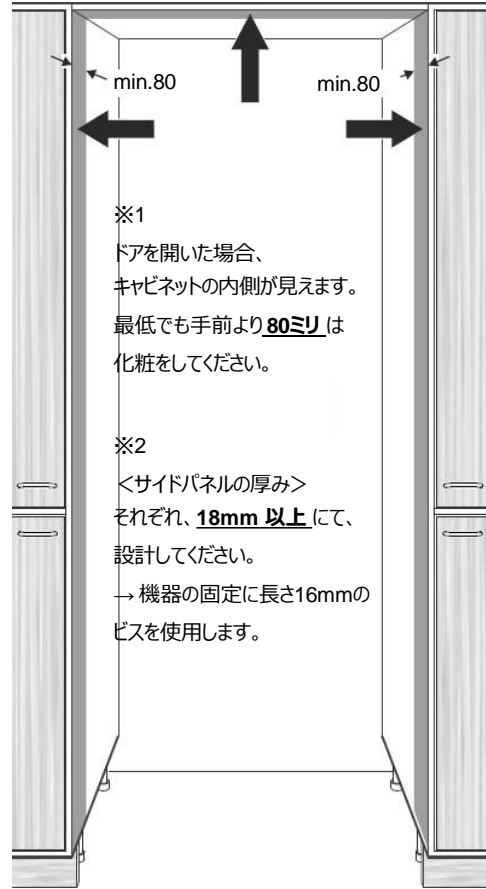 min.80
min.80
※1
ドアを開いた場合、
キャビネットの内側が見えます。
最低でも手前より 80ミリ は
化粧をしてください。
※2
＜サイドパネルの厚み＞
それぞれ、18mm 以上 にて、
設計してください。
→ 機器の固定に長さ16mmの
ビスを使用します。